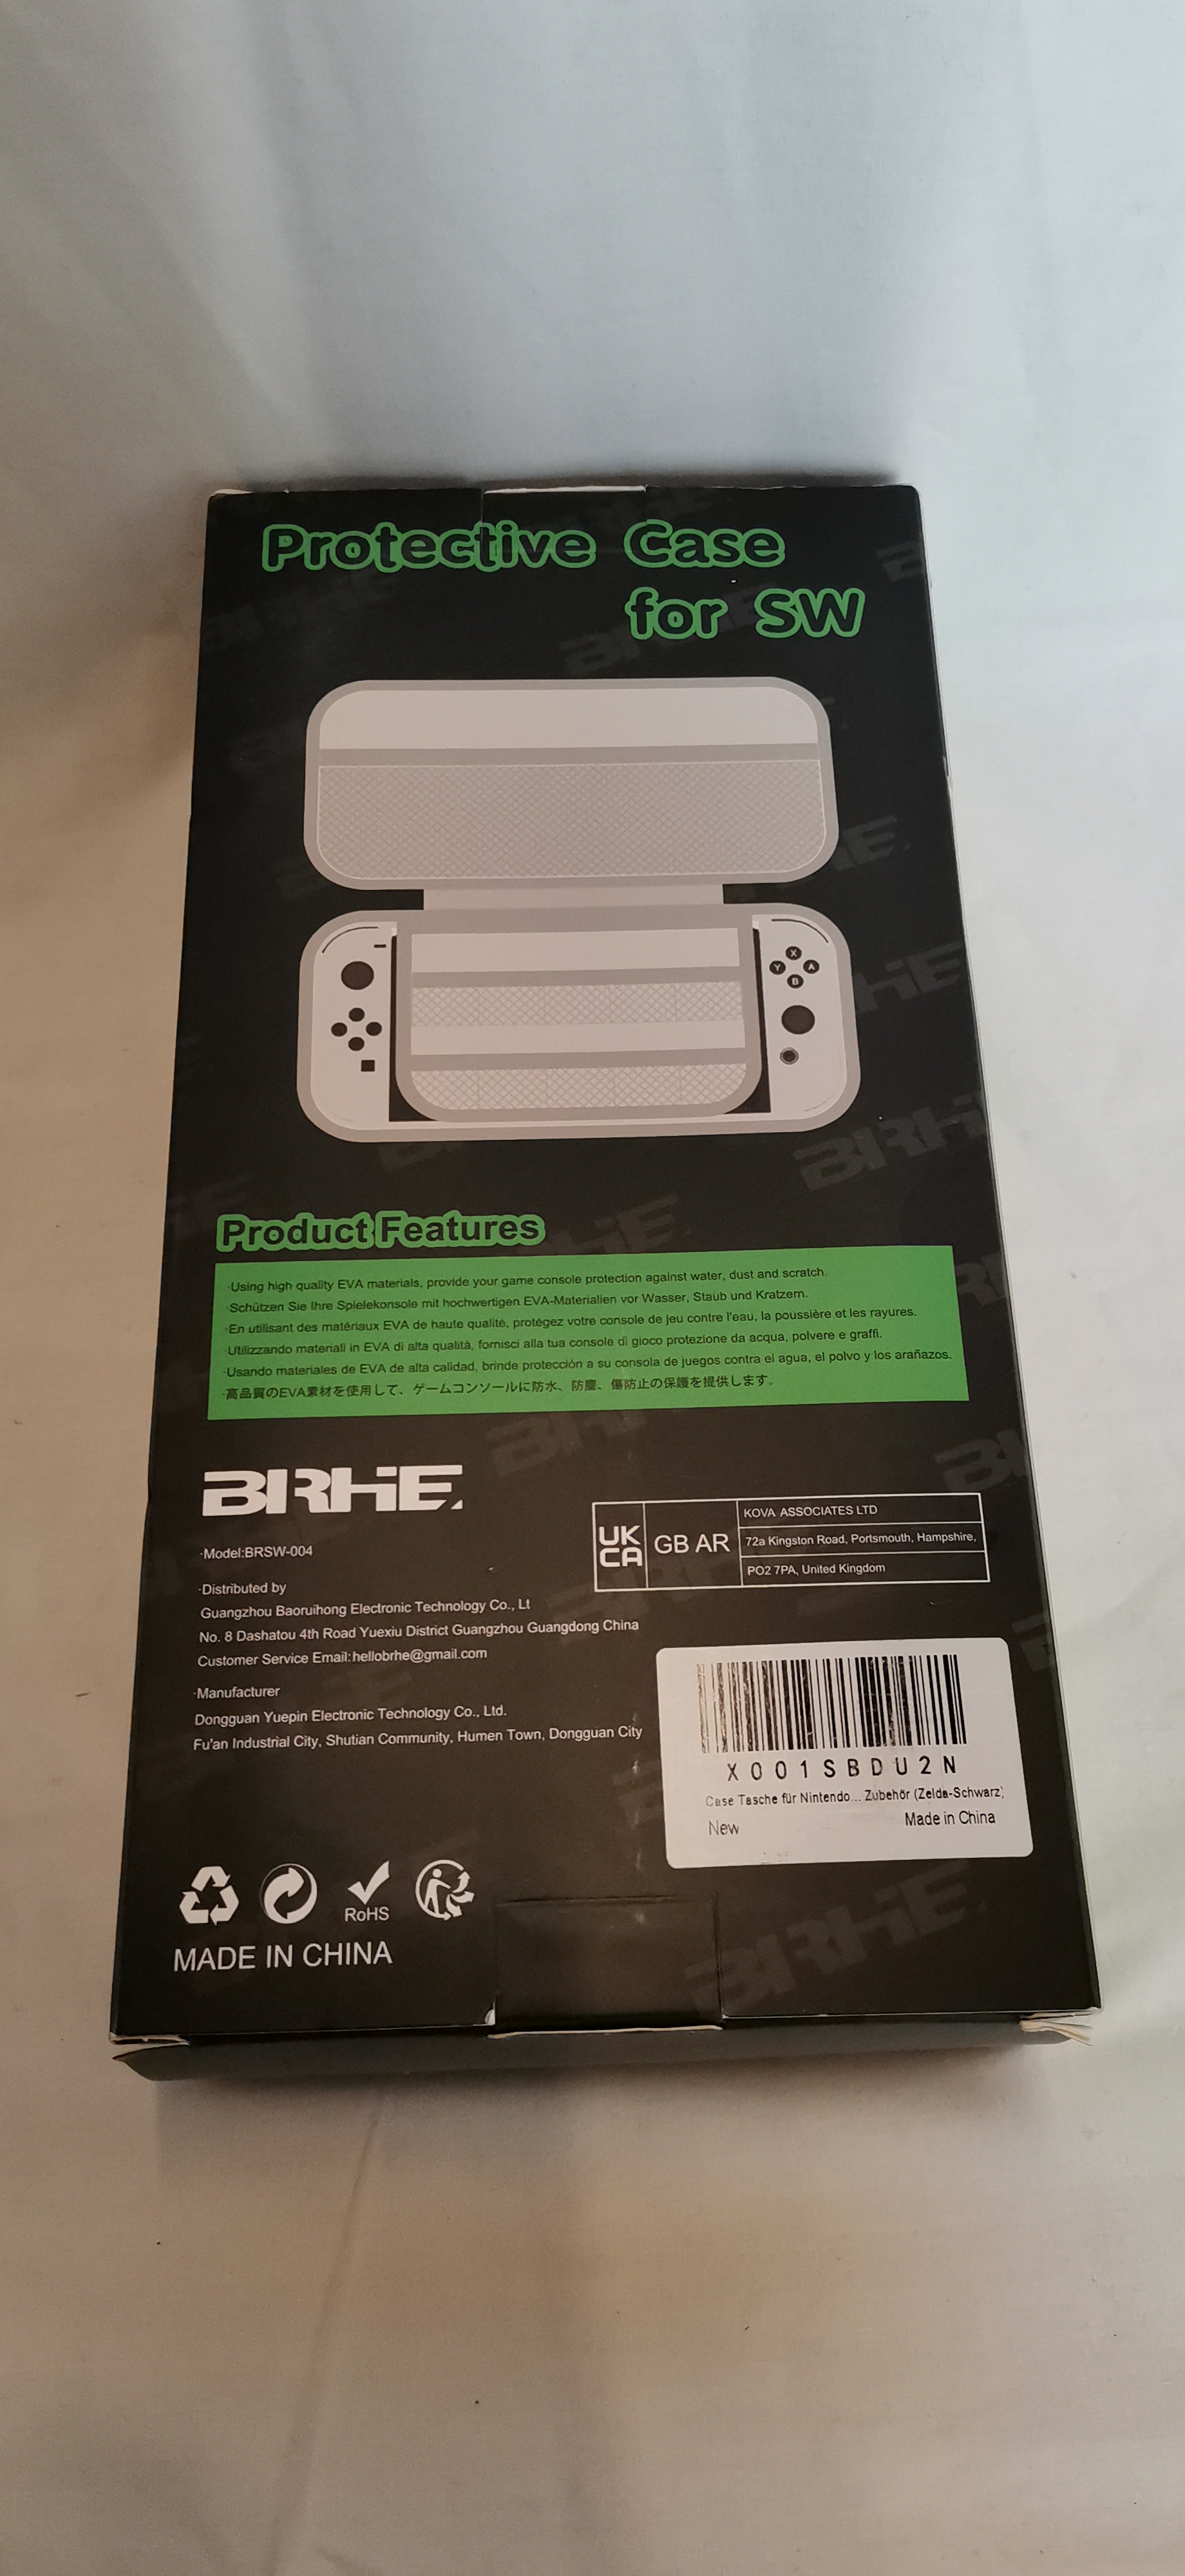 Protective Case
for SW
X
Y
A
B
Product Features
·Using high quality EVA materials, provide your game console protection against water, dust and scratch.
·Schützen Sie Ihre Spielekonsole mit hochwertigen EVA-Materialien vor Wasser, Staub und Kratzern.
·En utilisant des matériaux EVA de haute qualité, protégez votre console de jeu contre l'eau, la poussière et les rayures.
·Utilizzando materiali in EVA di alta qualità, fornisci alla tua console di gioco protezione da acqua, polvere e graffi.
·Usando materiales de EVA de alta calidad, brinde protección a su consola de juegos contra el agua, el polvo y los arañazos.
·高品質のEVA素材を使用して、ゲームコンソールに防水、防塵、傷防止の保護を提供します。
BRHE
·Model:BRSW-004
·Distributed by
Guangzhou Baoruihong Electronic Technology Co., Lt
No. 8 Dashatou 4th Road Yuexiu District Guangzhou Guangdong China
Customer Service Email:hellobrhe@gmail.com
·Manufacturer
Dongguan Yuepin Electronic Technology Co., Ltd.
Fu'an Industrial City, Shutian Community, Humen Town, Dongguan City
UK
CA
GB AR
KOVA ASSOCIATES LTD
72a Kingston Road, Portsmouth, Hampshire,
PO2 7PA, United Kingdom
X001SBDU2N
Case Tasche für Nintendo... Zubehör (Zelda-Schwarz)
New Made in China
RoHS
MADE IN CHINA